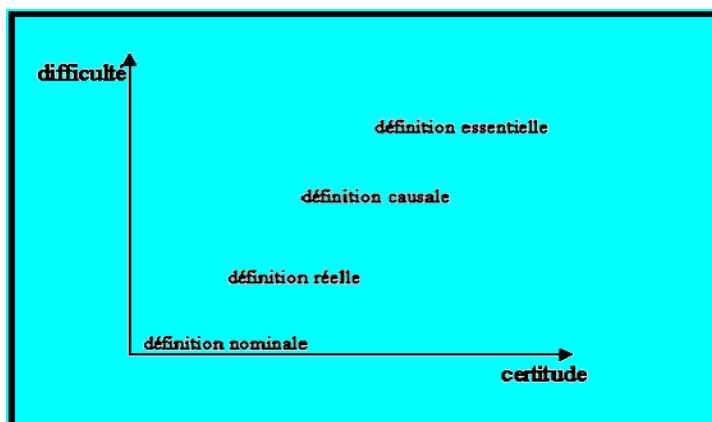 difficulté
définition essentielle
définition causale
définition réelle
définition nominale
certitude